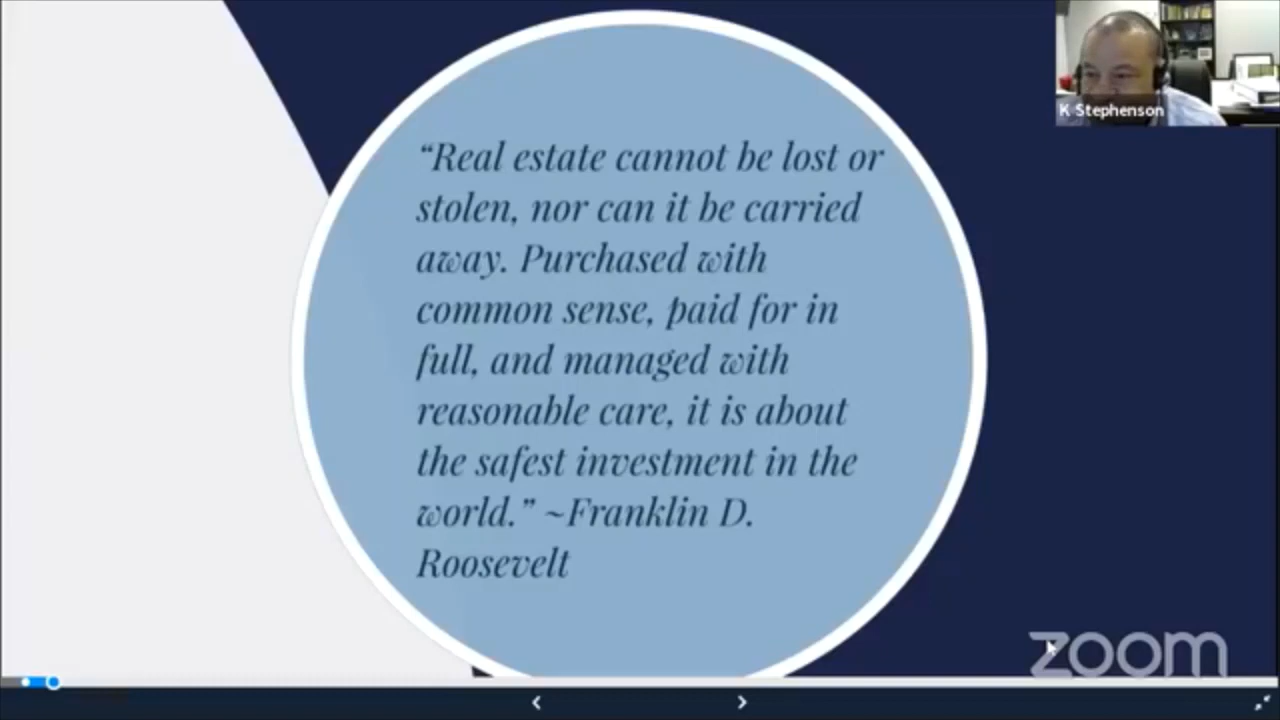 K Stephenson
“Real estate cannot be lost or
stolen, nor can it be carried
away. Purchased with
common sense, paid for in
full, and managed with
reasonable care, it is about
the safest investment in the
world.” ~Franklin D.
Roosevelt
zoom